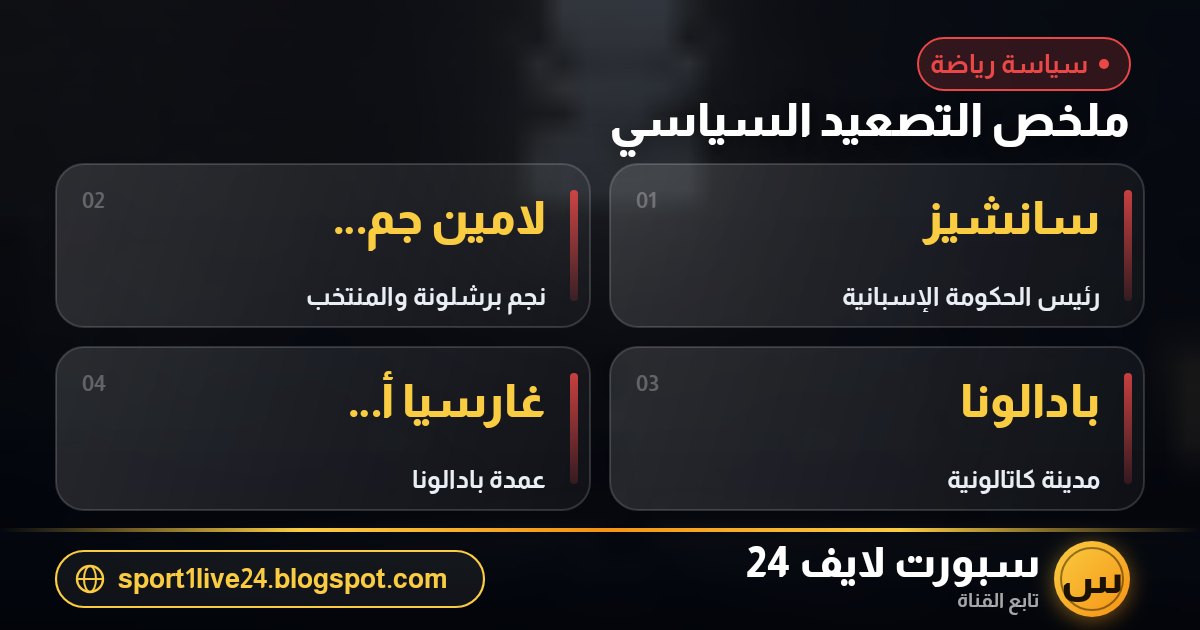 سياسة رياضة
ملخص التصعيد السياسي
01
سانشيز
رئيس الحكومة الإسبانية
02
لامين جم...
نجم برشلونة والمنتخب
03
بادالونا
مدينة كاتالونية
04
غارسيا أ...
عمدة بادالونا
س
سبورت لايف 24
تابع القناة
sport1live24.blogspot.com